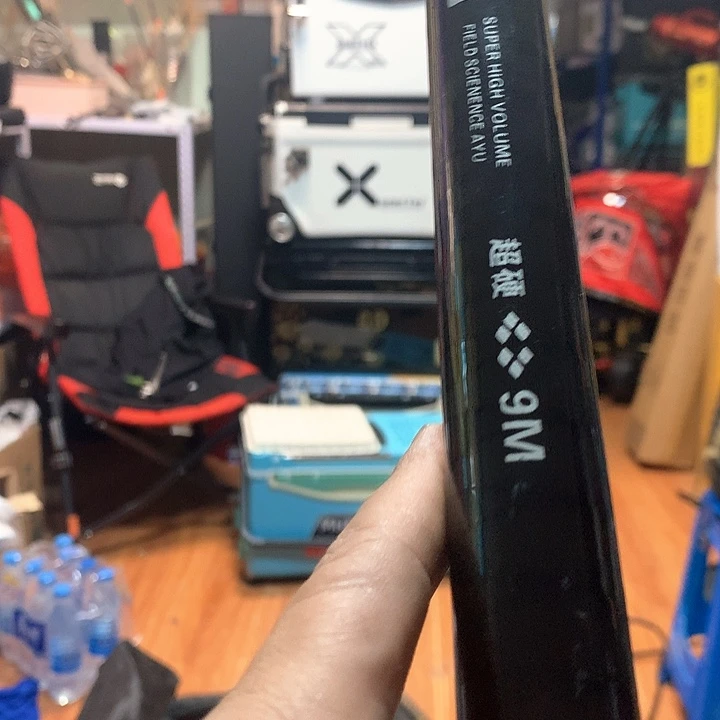 SUPER HIGH VOLUME
FIELD SCIENENCE AYU
超硬 9M